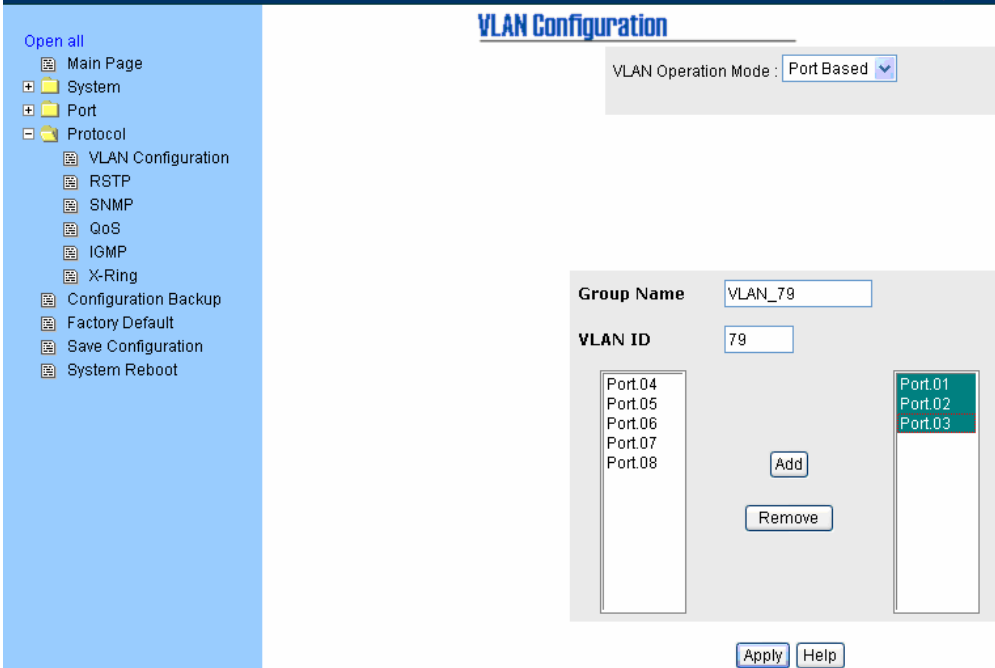 VLAN Configuration
Open all
Main Page
System
Port
Protocol
VLAN Configuration
RSTP
SNMP
QoS
IGMP
X-Ring
Configuration Backup
Factory Default
Save Configuration
System Reboot
VLAN Operation Mode : Port Based
Group Name VLAN_79
VLAN ID 79
Port.04
Port.05
Port.06
Port.07
Port.08
Add
Remove
Port.01
Port.02
Port.03
Apply Help